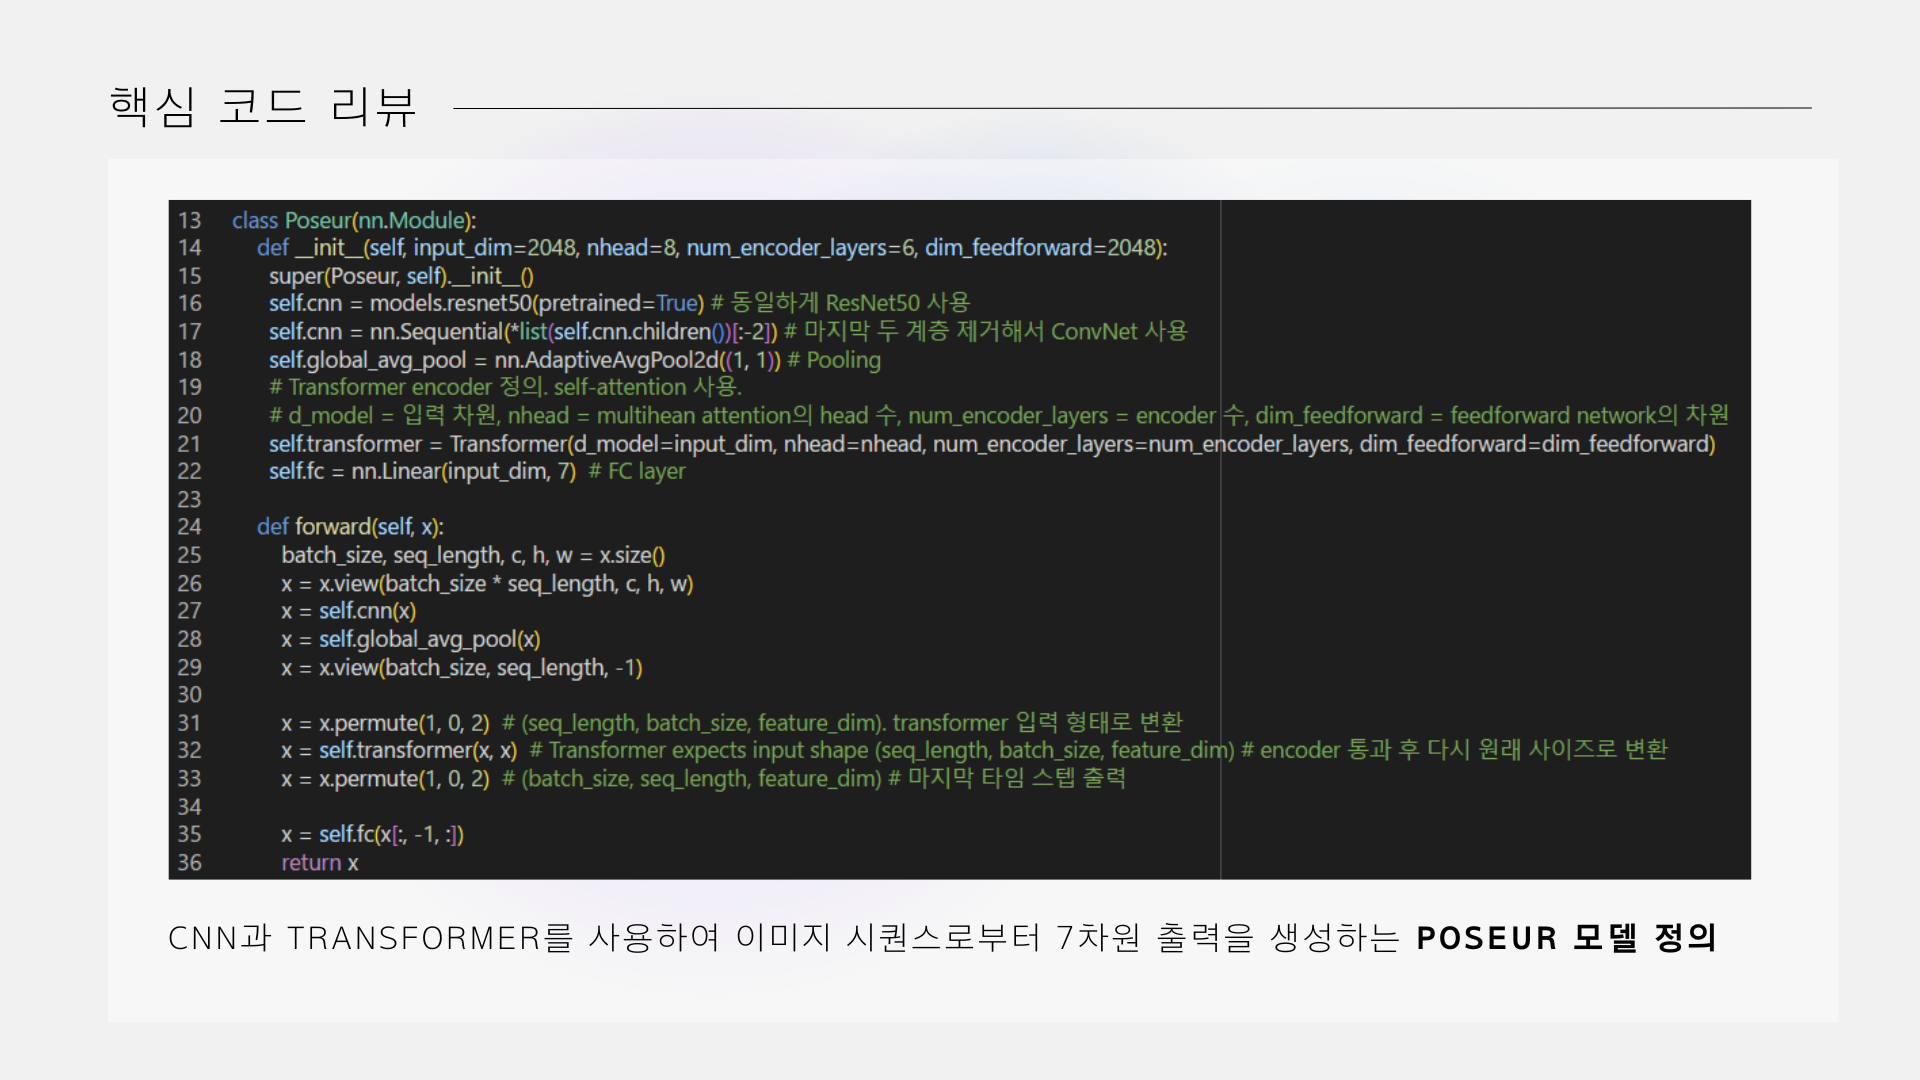 핵심 코드 리뷰
13 class Poseur(nn.Module):
14 def __init__(self, input_dim=2048, nhead=8, num_encoder_layers=6, dim_feedforward=2048):
15 super(Poseur, self).__init__()
16 self.cnn = models.resnet50(pretrained=True) # 동일하게 ResNet50 사용
17 self.cnn = nn.Sequential(*list(self.cnn.children())[:-2]) # 마지막 두 계층 제거해서 ConvNet 사용
18 self.global_avg_pool = nn.AdaptiveAvgPool2d((1, 1)) # Pooling
19 # Transformer encoder 정의. self-attention 사용.
20 # d_model = 입력 차원, nhead = multihean attention의 head 수, num_encoder_layers = encoder 수, dim_feedforward = feedforward network의 차원
21 self.transformer = Transformer(d_model=input_dim, nhead=nhead, num_encoder_layers=num_encoder_layers, dim_feedforward=dim_feedforward)
22 self.fc = nn.Linear(input_dim, 7) # FC layer
23
24 def forward(self, x):
25 batch_size, seq_length, c, h, w = x.size()
26 x = x.view(batch_size * seq_length, c, h, w)
27 x = self.cnn(x)
28 x = self.global_avg_pool(x)
29 x = x.view(batch_size, seq_length, -1)
30
31 x = x.permute(1, 0, 2) # (seq_length, batch_size, feature_dim). transformer 입력 형태로 변환
32 x = self.transformer(x, x) # Transformer expects input shape (seq_length, batch_size, feature_dim) # encoder 통과 후 다시 원래 사이즈로 변환
33 x = x.permute(1, 0, 2) # (batch_size, seq_length, feature_dim) # 마지막 타임 스텝 출력
34
35 x = self.fc(x[:, -1, :])
36 return x
CNN과 TRANSFORMER를 사용하여 이미지 시퀀스로부터 7차원 출력을 생성하는 POSEUR 모델 정의